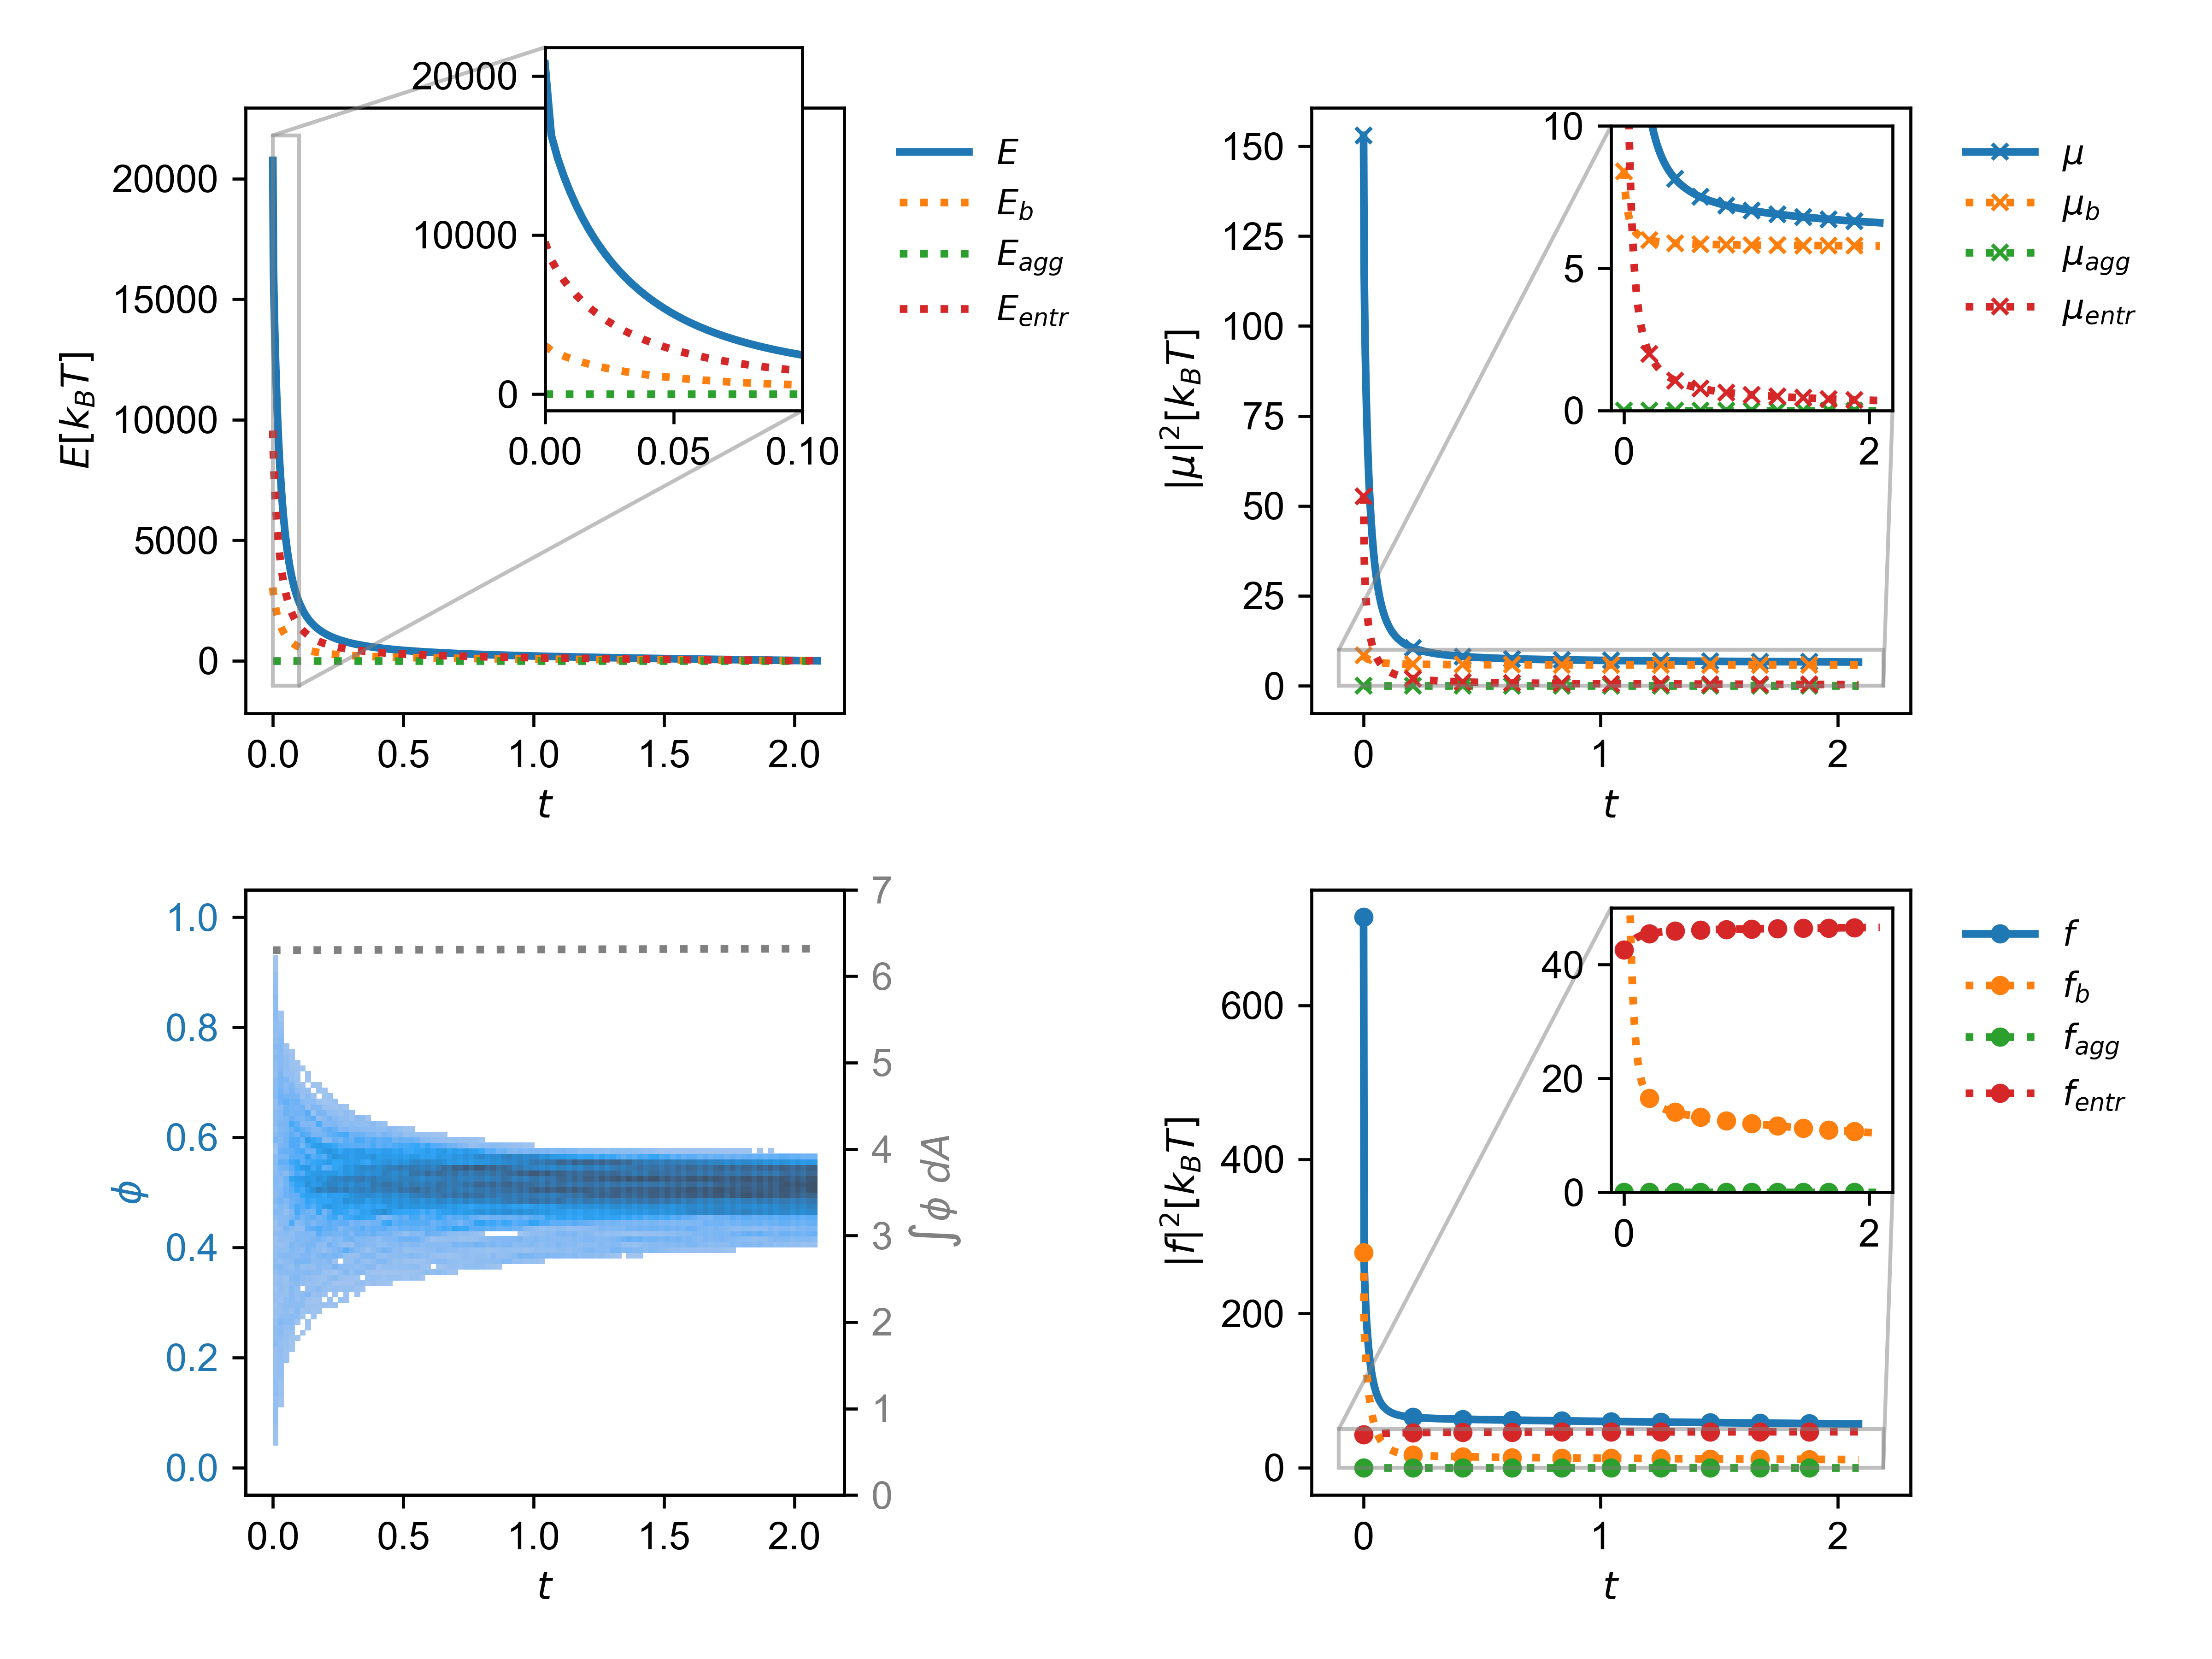 20000
10000
0
0.00 0.05 0.10
20000
15000
10000
5000
0
E[k_BT]
0.0 0.5 1.0 1.5 2.0
t
E
E_b
E_agg
E_entr
150
125
100
75
50
25
0
|μ|²[k_BT]
10
5
0
0 2
0 1 2
t
μ
μ_b
μ_agg
μ_entr
1.0
0.8
0.6
0.4
0.2
0.0
ϕ
7
6
5
4
3
2
1
0
∫ ϕ dA
0.0 0.5 1.0 1.5 2.0
t
600
400
200
0
|f|²[k_BT]
40
20
0
0 2
0 1 2
t
f
f_b
f_agg
f_entr